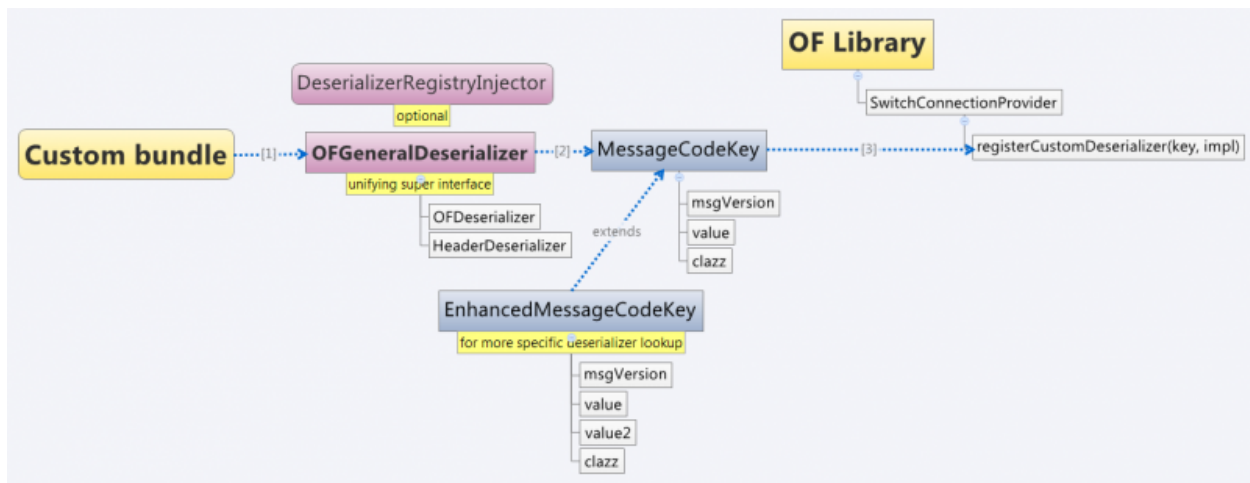 OF Library
DeserializerRegistryInjector
optional
SwitchConnectionProvider
Custom bundle
[1]
OFGeneralDeserializer
[2]
MessageCodeKey
[3]
registerCustomDeserializer(key, impl)
unifying super interface
OFDeserializer
HeaderDeserializer
msgVersion
value
clazz
extends
EnhancedMessageCodeKey
for more specific deserializer lookup
msgVersion
value
value2
clazz